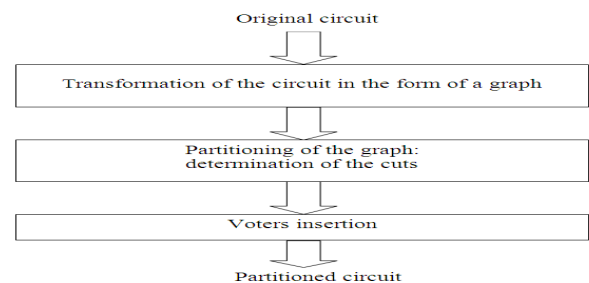 Original circuit
Transformation of the circuit in the form of a graph
Partitioning of the graph:
determination of the cuts
Voters insertion
Partitioned circuit